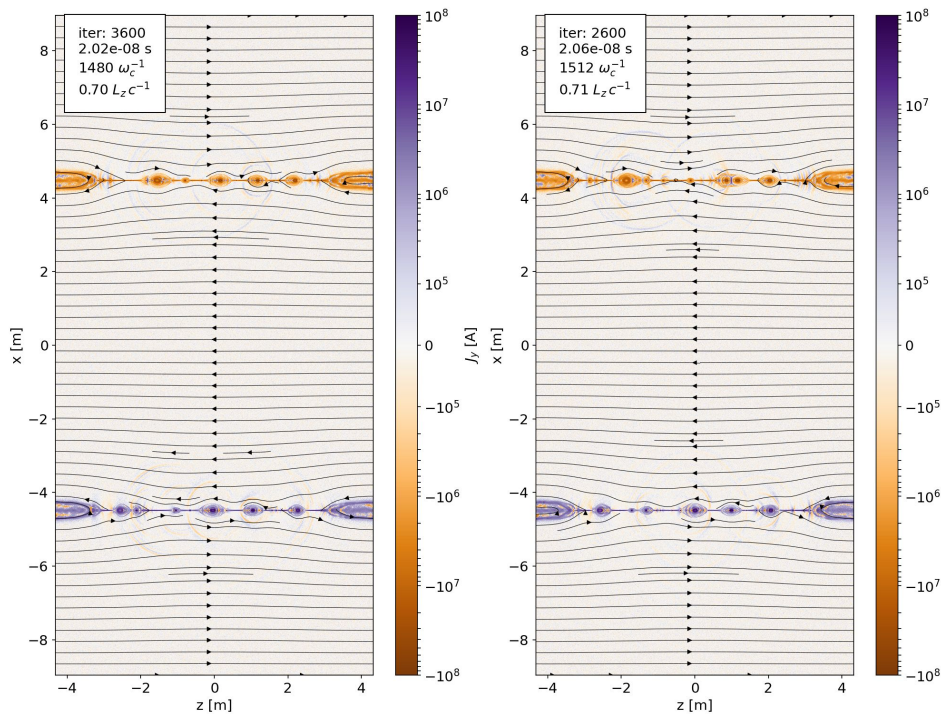 iter: 3600
2.02e-08 s
1480 ω_c^{-1}
0.70 L_z c^{-1}
8
6
4
2
0
−2
−4
−6
−8
x [m]
−4 −2 0 2 4
z [m]
10^8
10^7
10^6
10^5
0
−10^5
−10^6
−10^7
−10^8
J_y [A]
iter: 2600
2.06e-08 s
1512 ω_c^{-1}
0.71 L_z c^{-1}
8
6
4
2
0
−2
−4
−6
−8
x [m]
−4 −2 0 2 4
z [m]
10^8
10^7
10^6
10^5
0
−10^5
−10^6
−10^7
−10^8